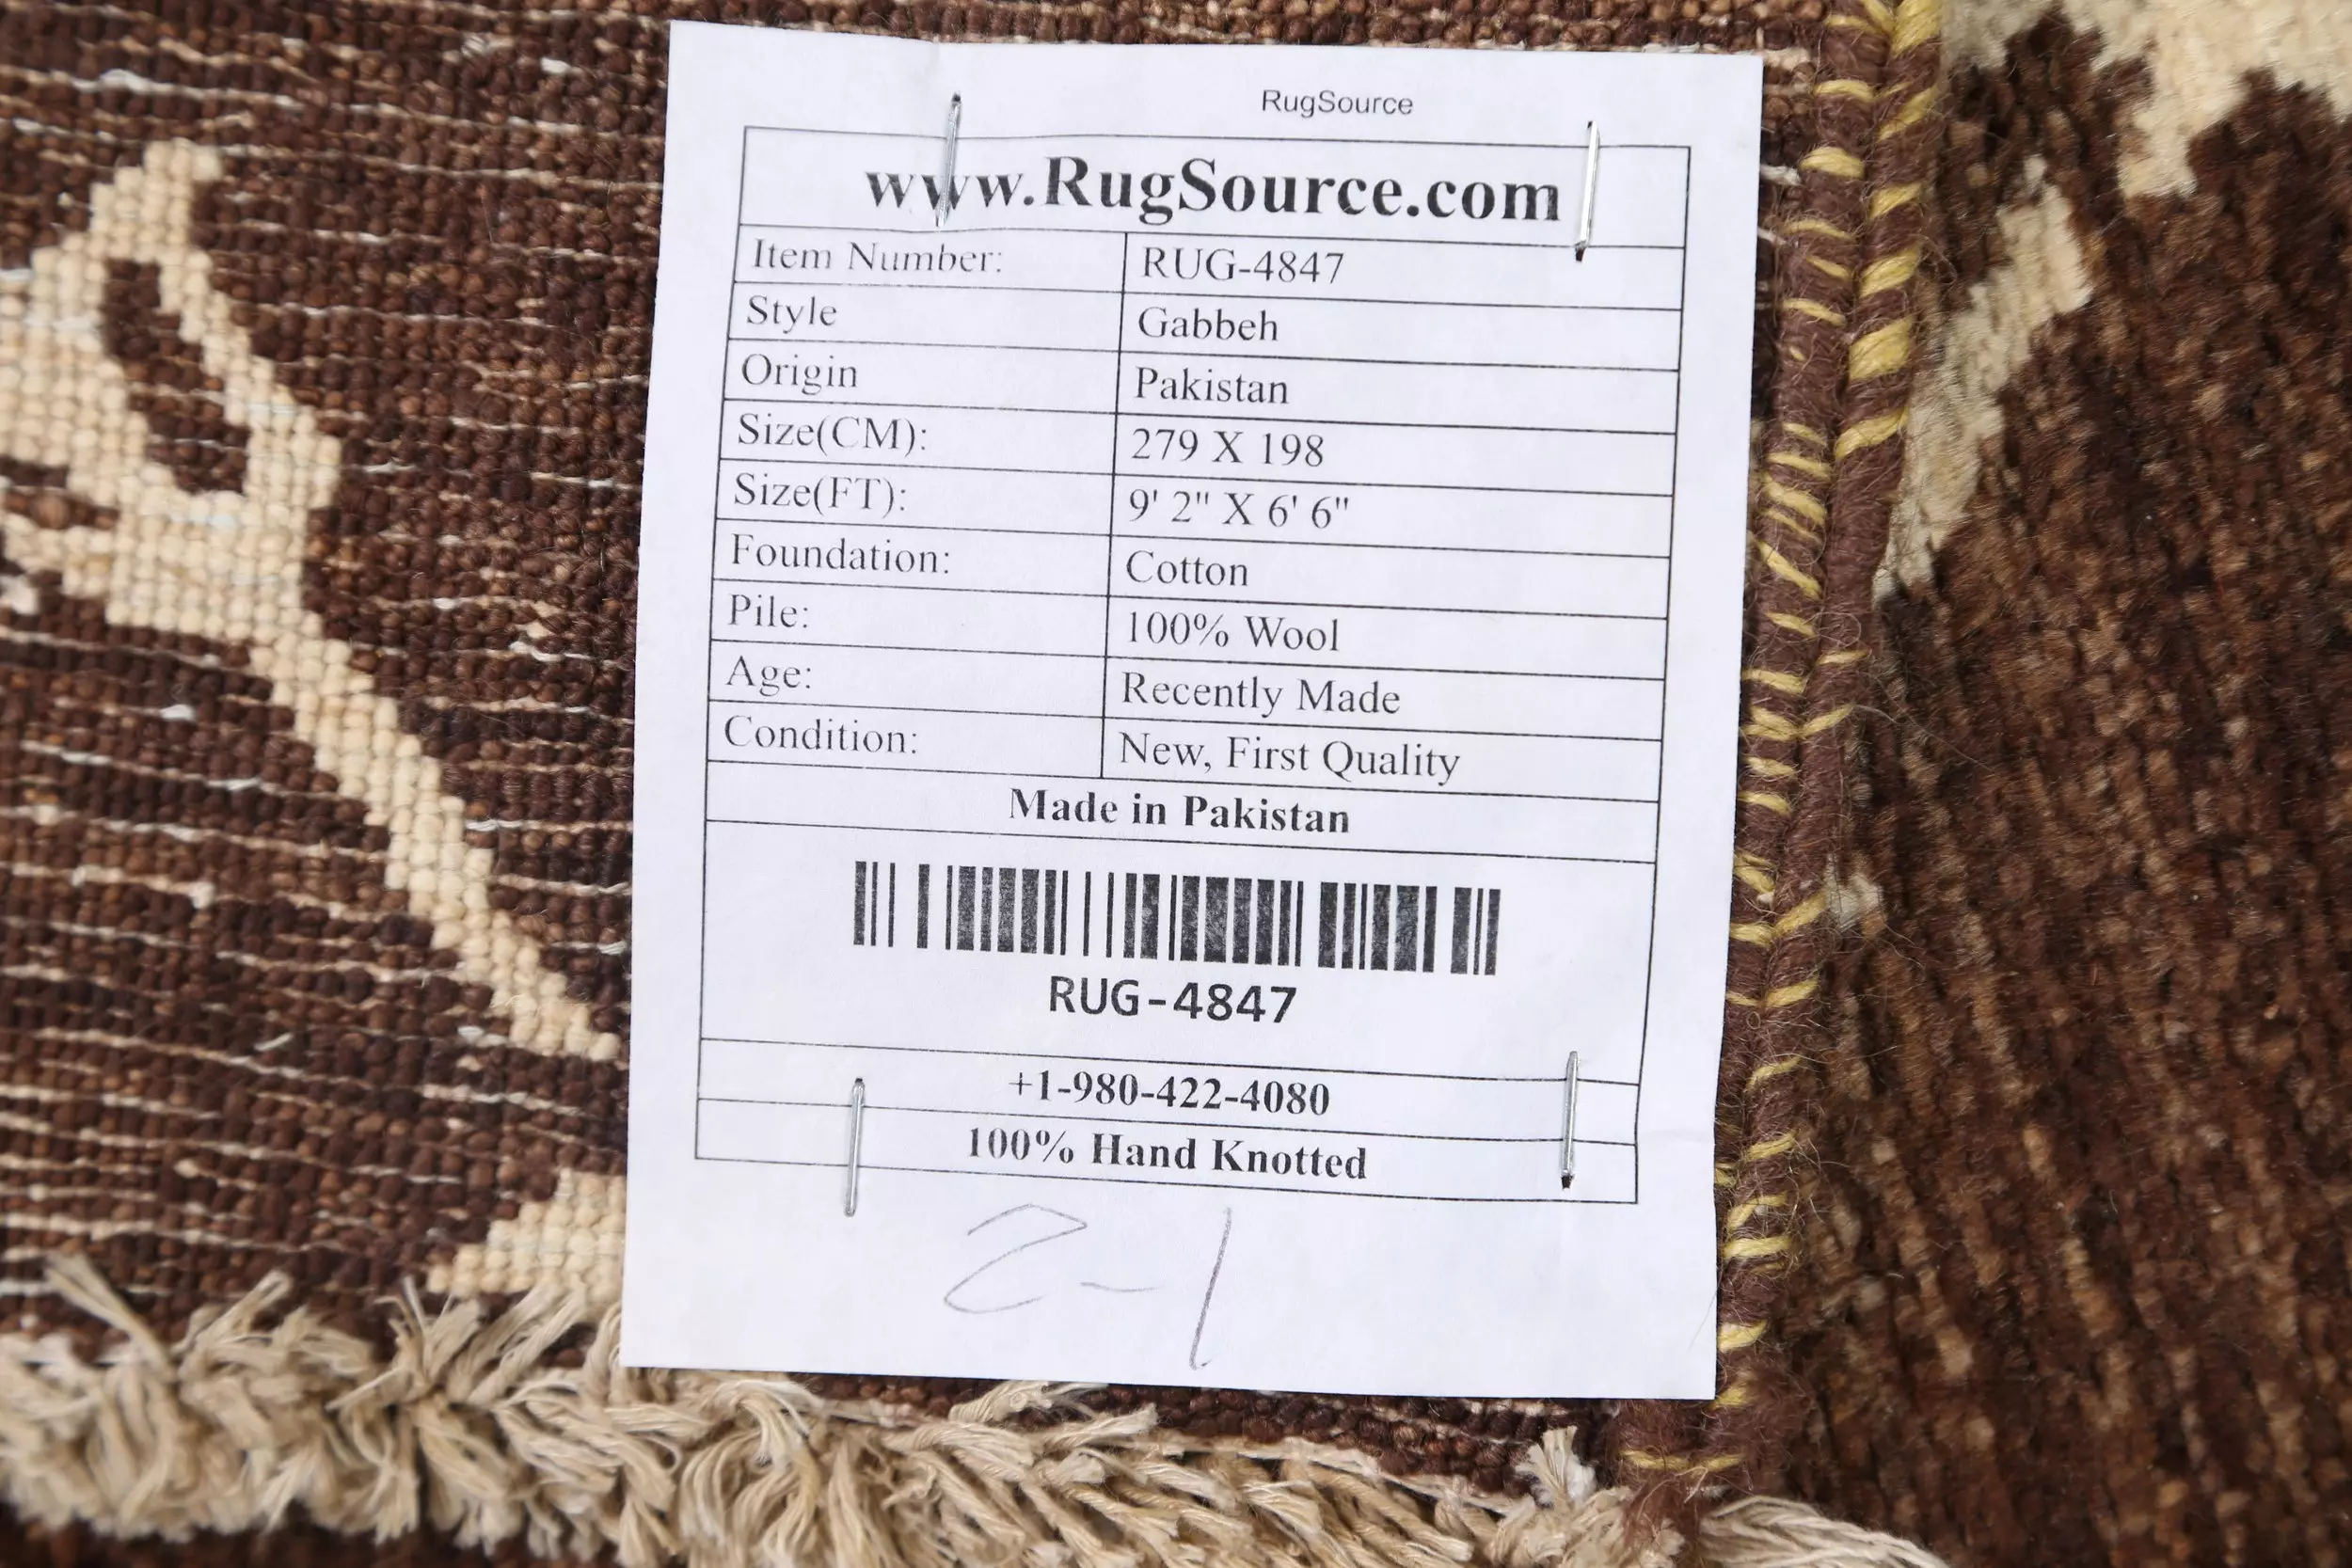 RugSource
www.RugSource.com
Item Number: RUG-4847
Style Gabbeh
Origin Pakistan
Size(CM): 279 X 198
Size(FT): 9' 2" X 6' 6"
Foundation: Cotton
Pile: 100% Wool
Age: Recently Made
Condition: New, First Quality
Made in Pakistan
RUG-4847
+1-980-422-4080
100% Hand Knotted
2-1